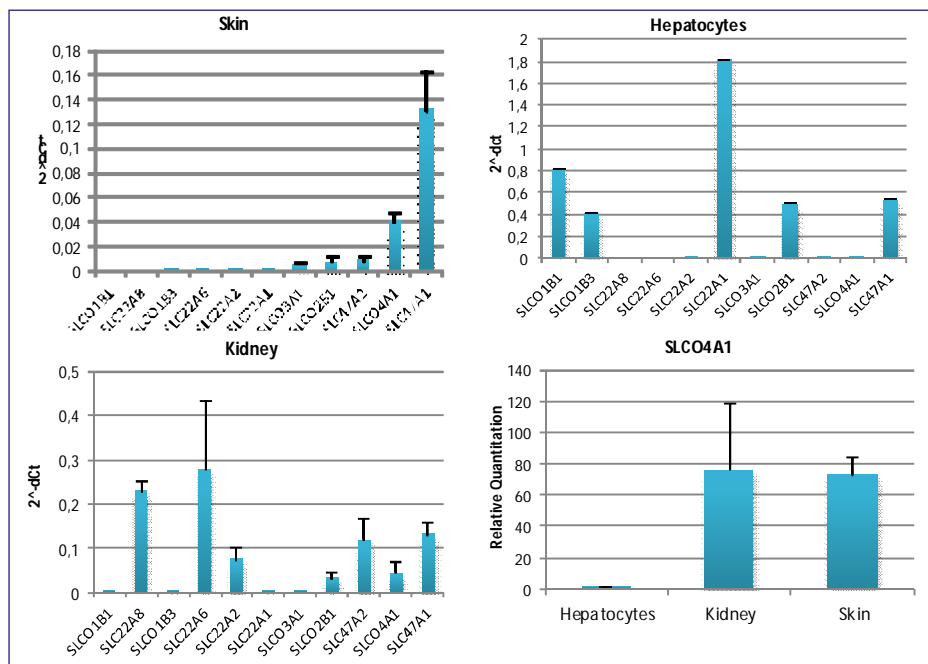 Skin
0,18
0,16
0,14
0,12
0,1
0,08
0,06
0,04
0,02
0
2^-dCt
SLCO1B1
SLC22A8
SLCO1B3
SLC22A6
SLC22A2
SLC22A1
SLCO3A1
SLCO2B1
SLC47A2
SLCO4A1
SLC47A1
Hepatocytes
2
1,8
1,6
1,4
1,2
1
0,8
0,6
0,4
0,2
0
2^-dct
SLCO1B1
SLCO1B3
SLC22A8
SLC22A6
SLC22A2
SLC22A1
SLCO3A1
SLCO2B1
SLC47A2
SLCO4A1
SLC47A1
Kidney
0,5
0,4
0,3
0,2
0,1
0
2^-dCt
SLCO1B1
SLC22A8
SLCO1B3
SLC22A6
SLC22A2
SLC22A1
SLCO3A1
SLCO2B1
SLC47A2
SLCO4A1
SLC47A1
SLCO4A1
140
120
100
80
60
40
20
0
Relative Quantitation
Hepatocytes
Kidney
Skin